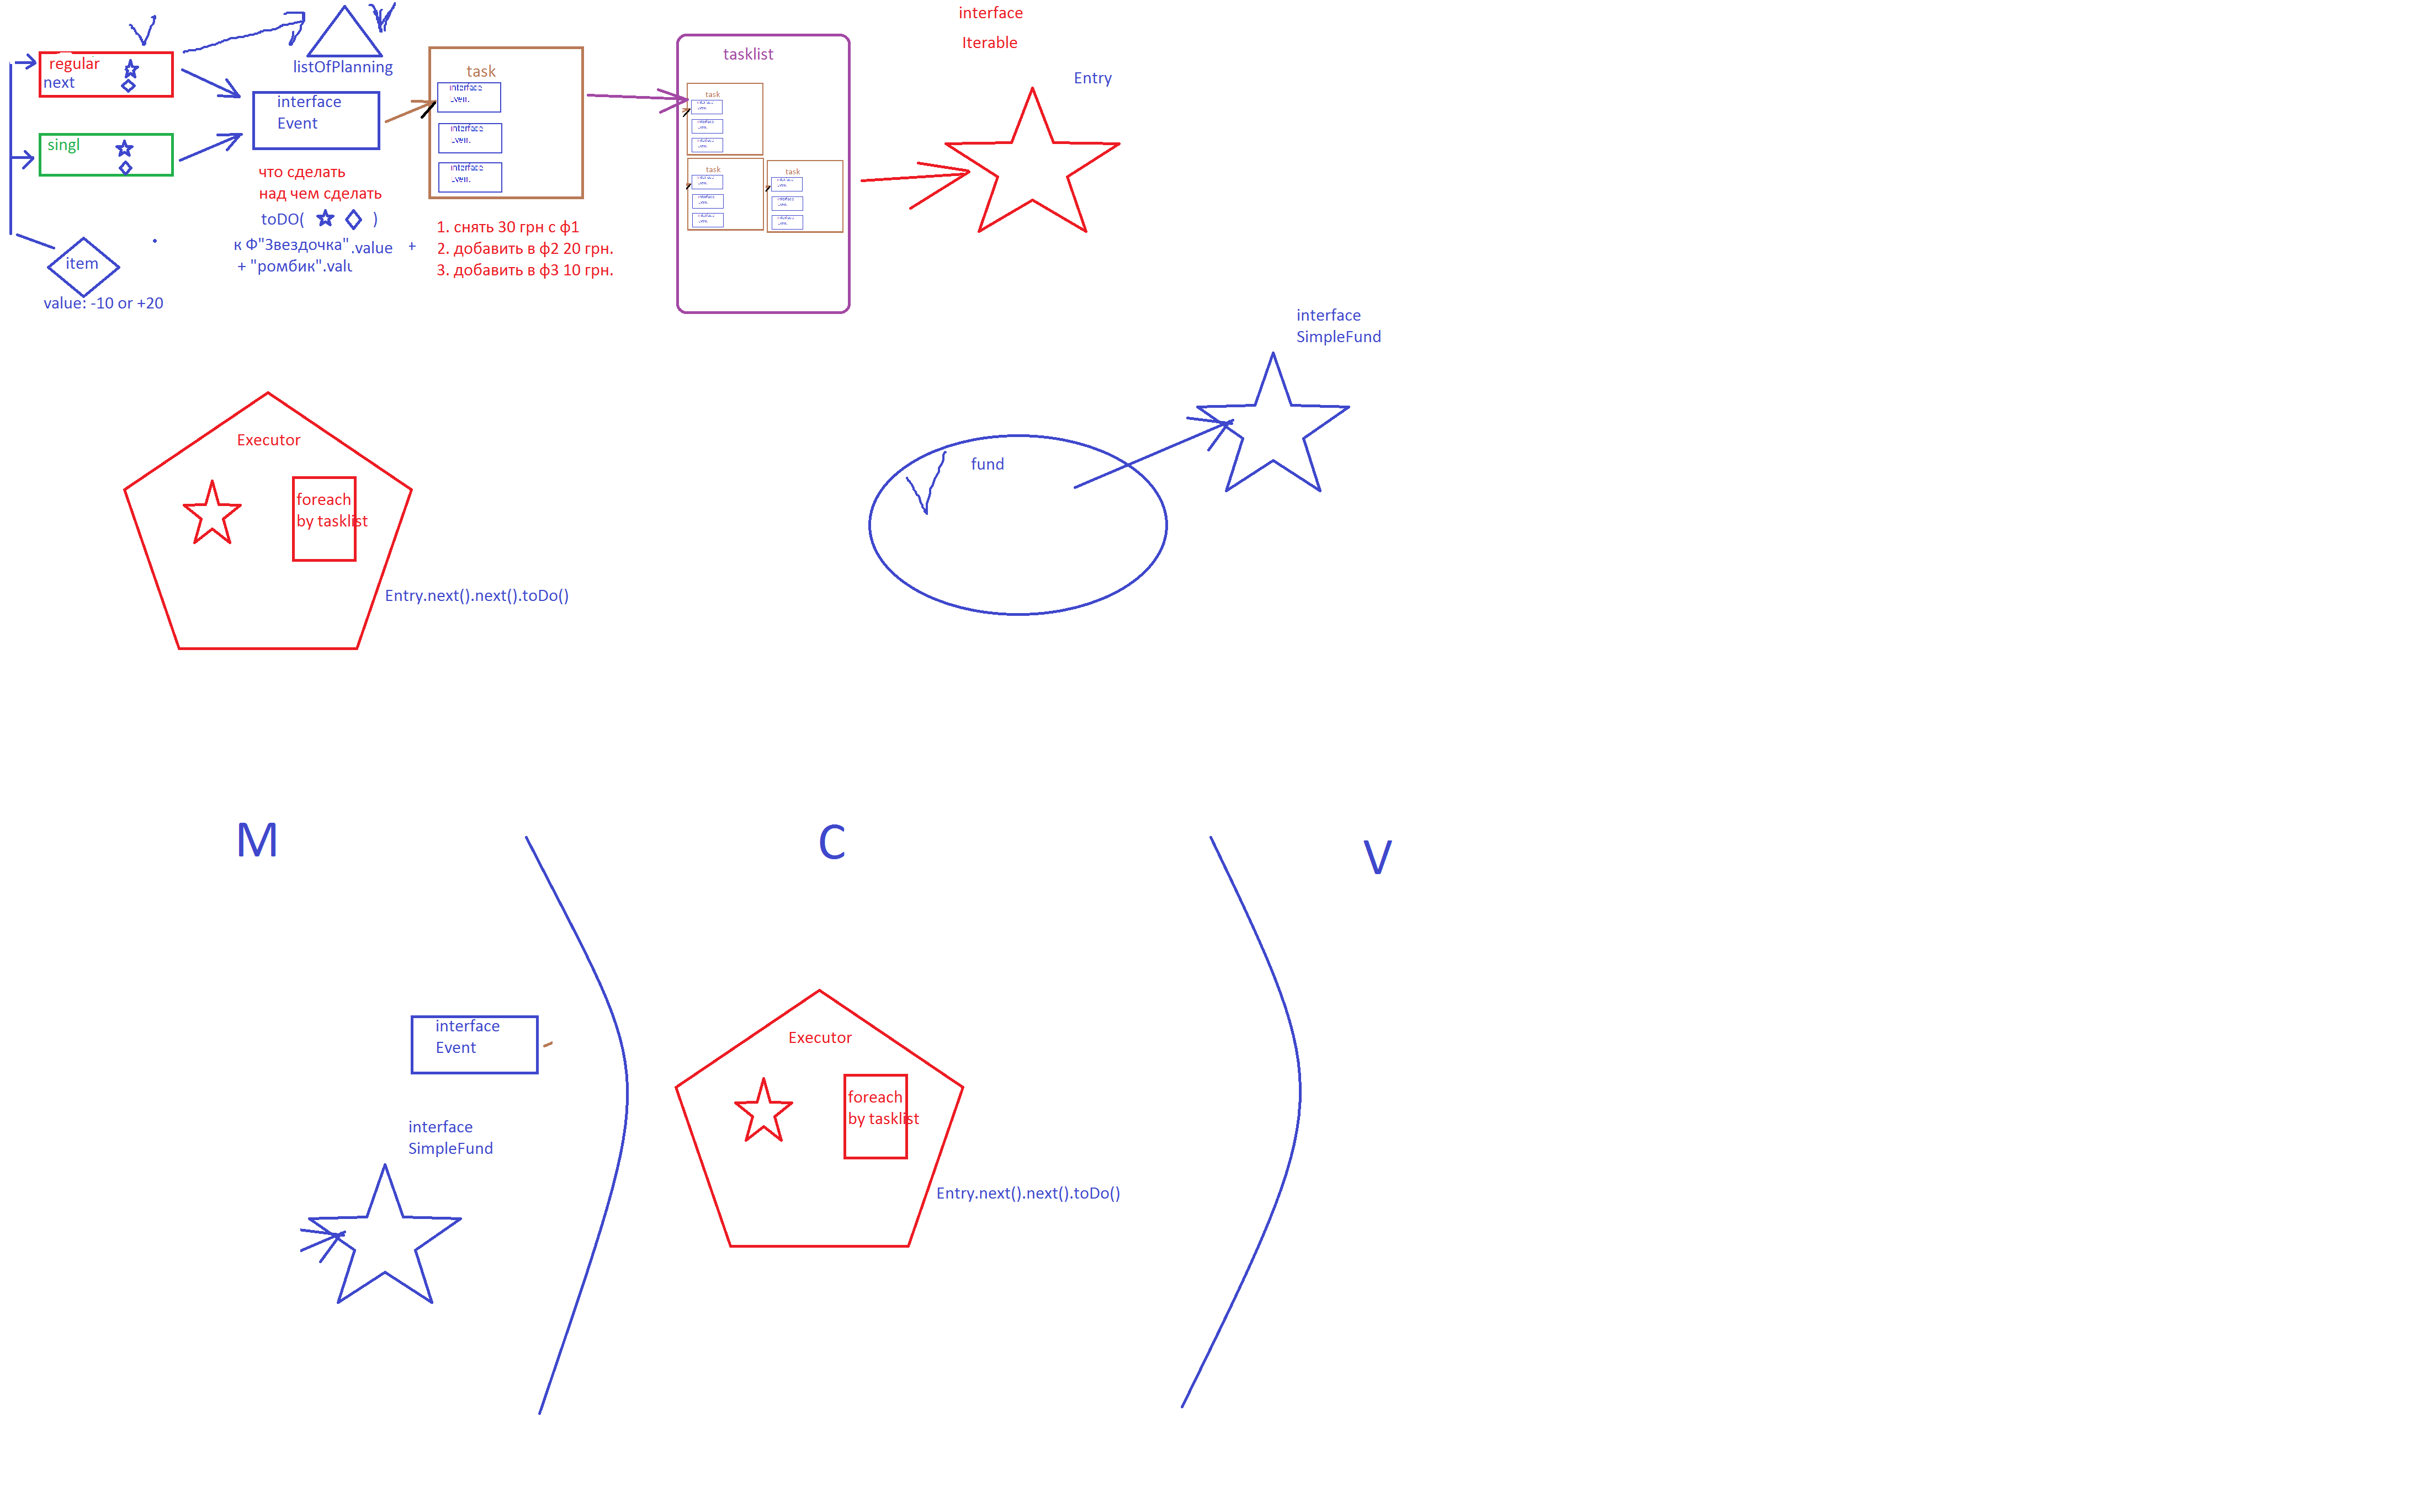 regular
next
singl
item
value: -10 or +20
listOfPlanning
interface
Event
что сделать
над чем сделать
toDO( )
к Ф"Звездочка".value +
+ "ромбик".valu
task
interface
interface
interface
1. снять 30 грн с ф1
2. добавить в ф2 20 грн.
3. добавить в ф3 10 грн.
tasklist
task
task
task
interface
Iterable
Entry
interface
SimpleFund
fund
Executor
foreach
by tasklist
Entry.next().next().toDo()
M
C
V
interface
Event
interface
SimpleFund
Executor
foreach
by tasklist
Entry.next().next().toDo()